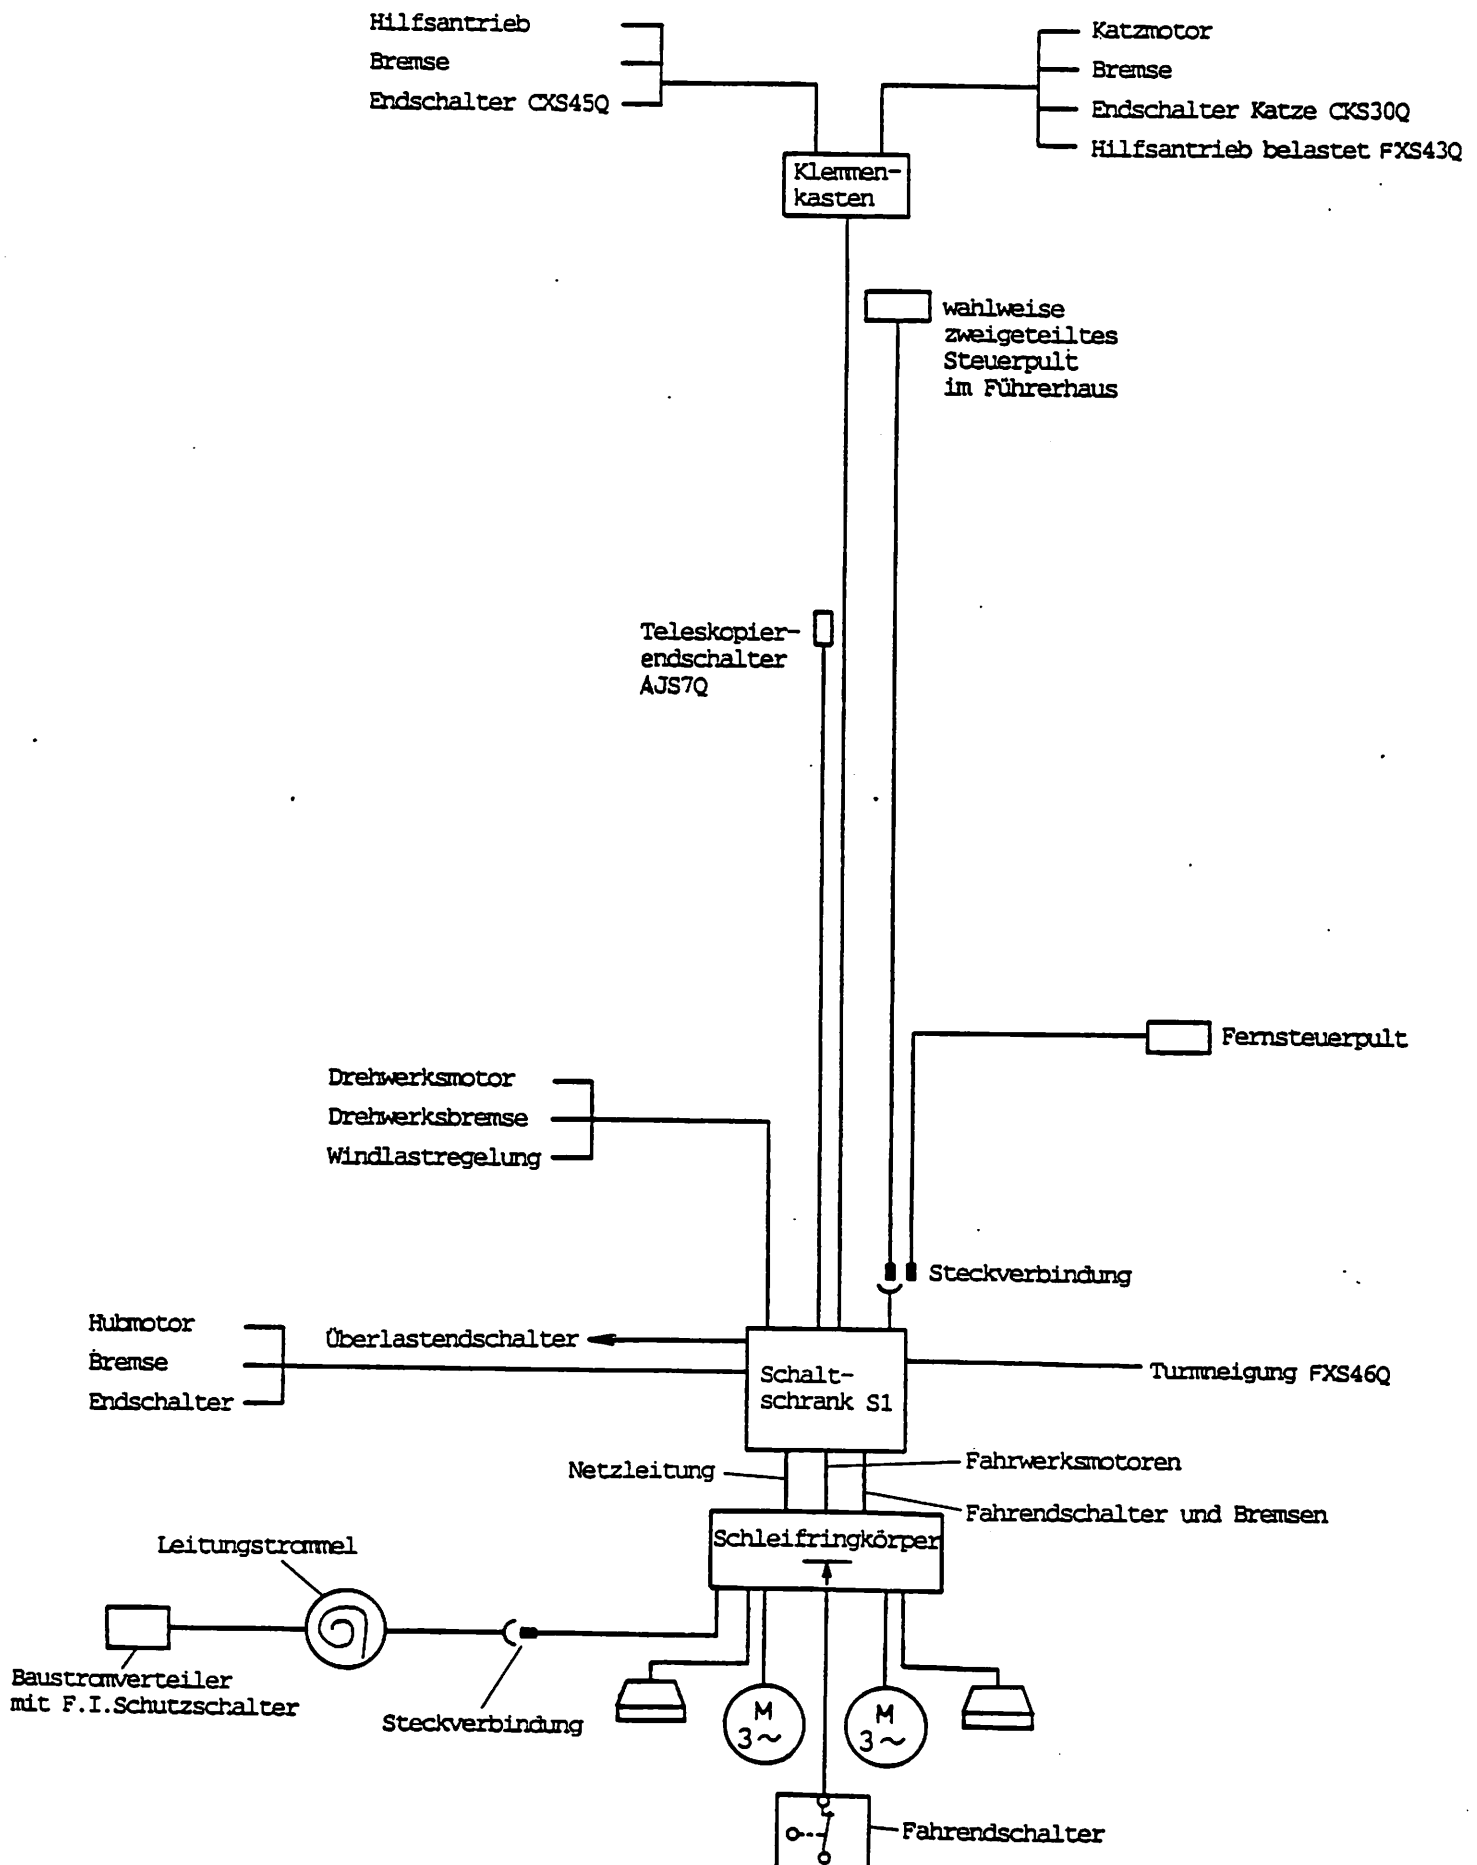 Hilfsantrieb
Bremse
Endschalter CXS45Q
Katzmotor
Bremse
Endschalter Katze CKS30Q
Hilfsantrieb belastet FXS43Q
Klemmen-
kasten
wahlweise
zweigeteiltes
Steuerpult
im Führerhaus
Teleskopier-
endschalter
AJS7Q
Fernsteuerpult
Drehwerksmotor
Drehwerksbremse
Windlastregelung
Steckverbindung
Hubmotor
Bremse
Endschalter
Überlastendschalter
Schalt-
schrank S1
Turmneigung FXS46Q
Netzleitung
Fahrwerksmotoren
Fahrendschalter und Bremsen
Schleifringkörper
Leitungstrommel
Baustromverteiler
mit F.I.Schutzschalter
Steckverbindung
M
3~
M
3~
Fahrendschalter